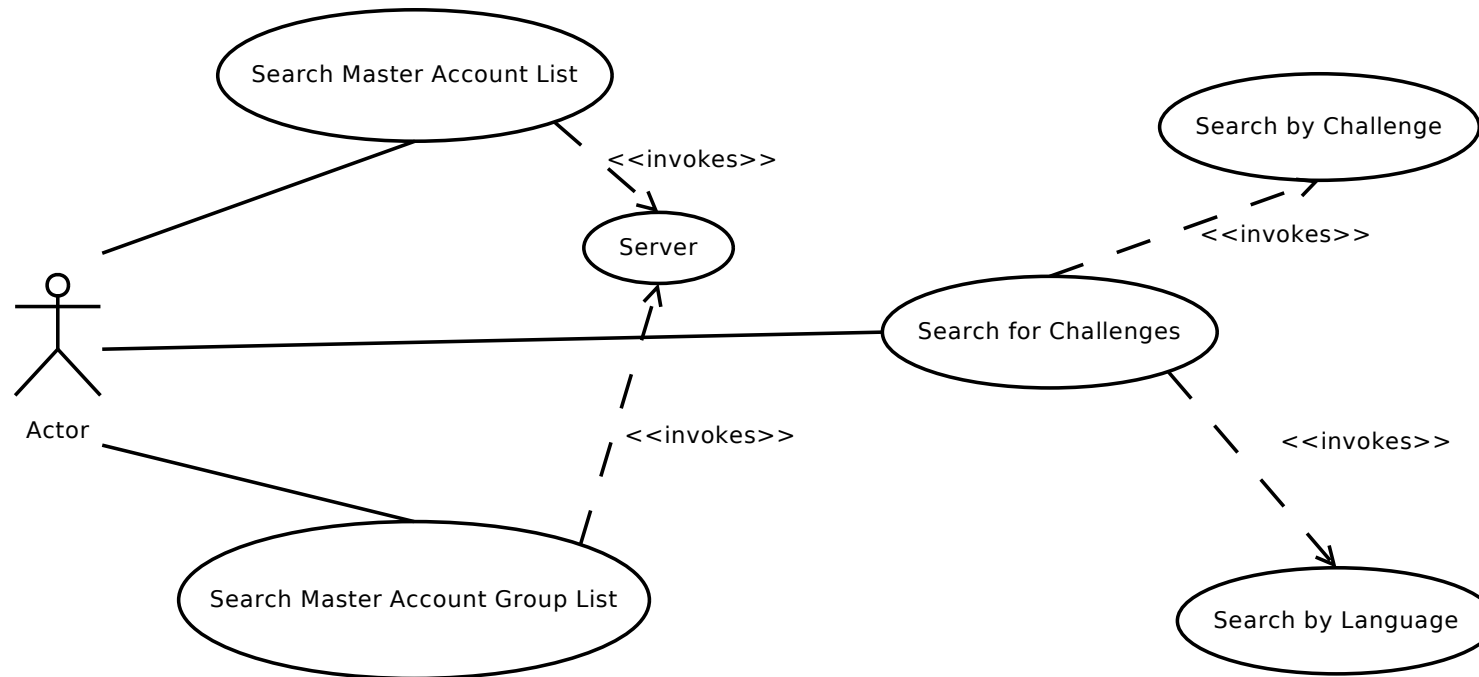 Search Master Account List
Search by Challenge
<<invokes>>
Server
<<invokes>>
Search for Challenges
Actor
<<invokes>>
<<invokes>>
Search Master Account Group List
Search by Language